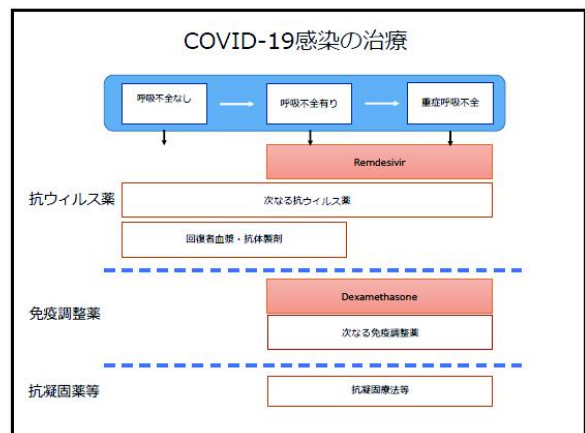 COVID-19感染の治療
呼吸不全なし
呼吸不全有り
重症呼吸不全
Remdesivir
抗ウィルス薬
次なる抗ウィルス薬
回復者血漿・抗体製剤
Dexamethasone
免疫調整薬
次なる免疫調整薬
抗凝固薬等
抗凝固療法等